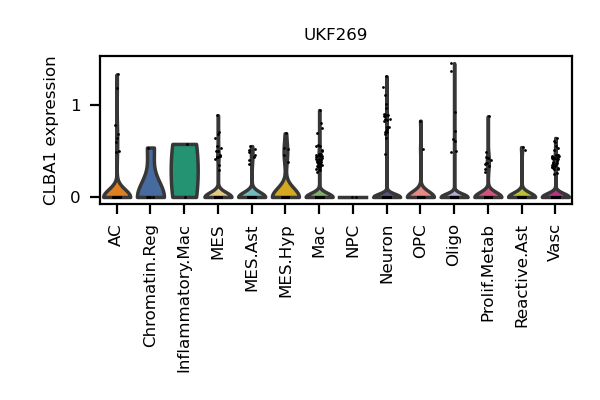 UKF269
CLBA1 expression
1
0
AC
Chromatin.Reg
Inflammatory.Mac
MES
MES.Ast
MES.Hyp
Mac
NPC
Neuron
OPC
Oligo
Prolif.Metab
Reactive.Ast
Vasc